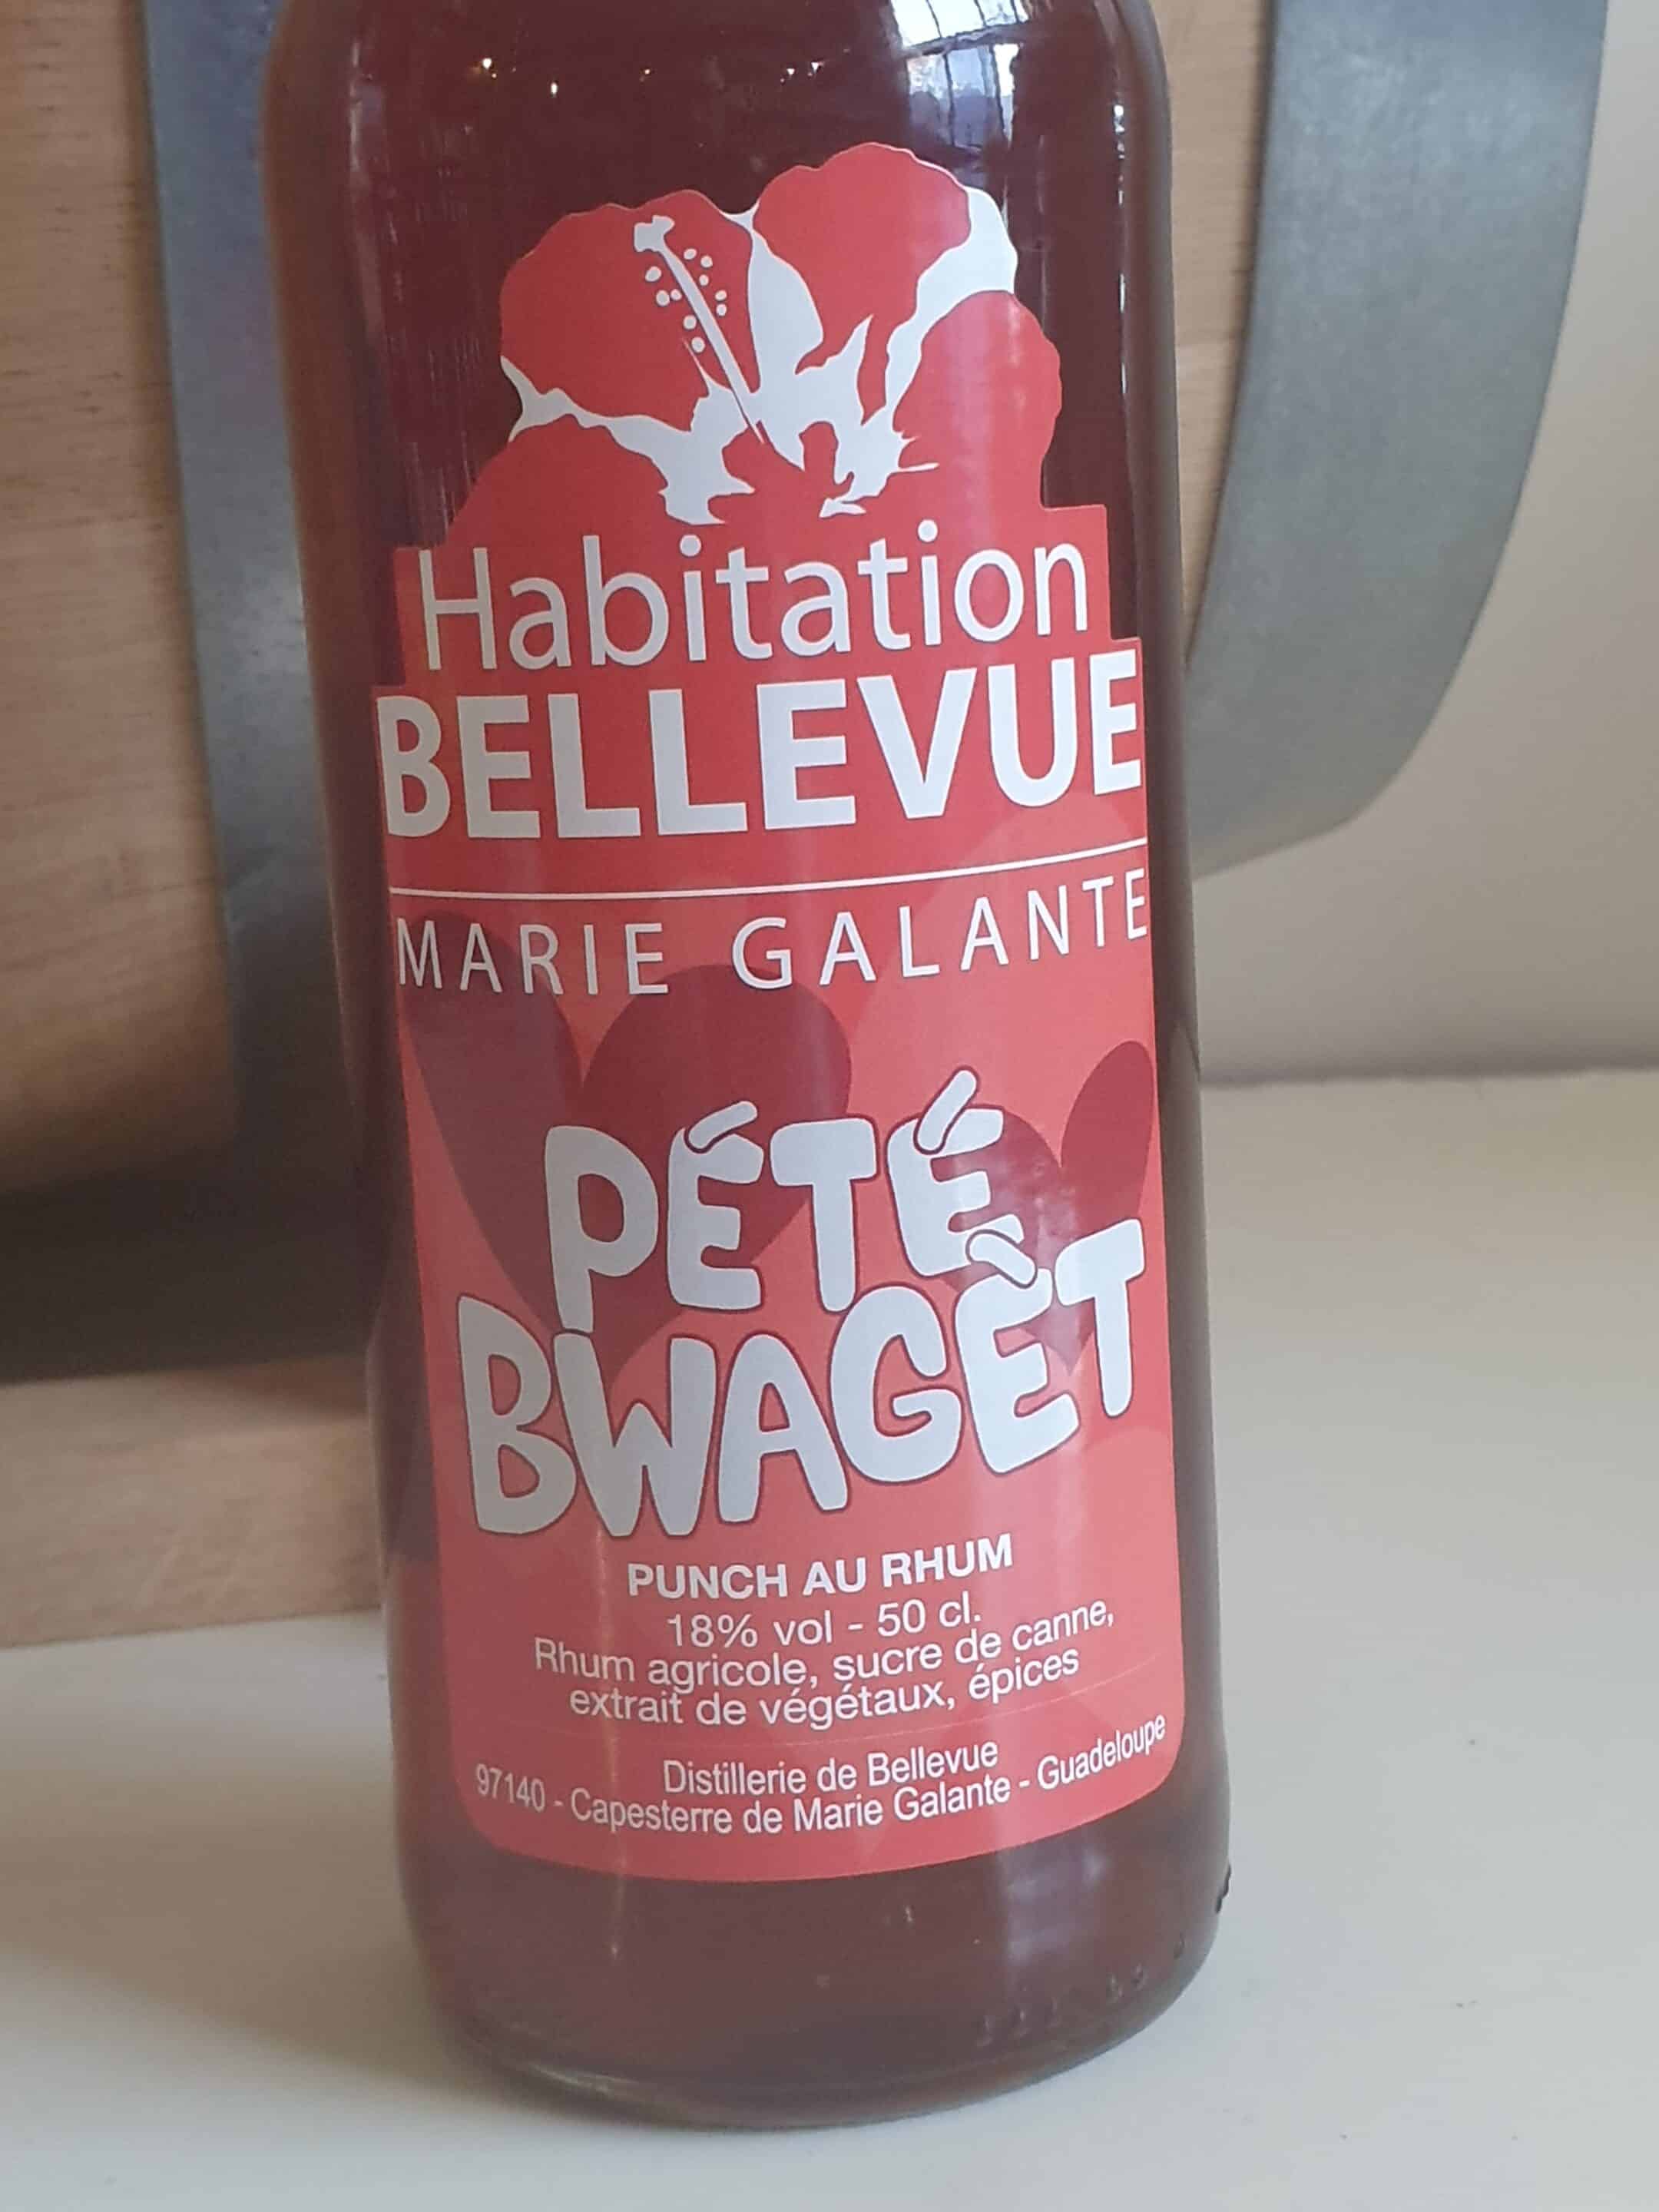 Habitation
BELLEVUE
MARIE GALANTE
PÉTÉ
BWAGÈT
PUNCH AU RHUM
18% vol - 50 cl.
Rhum agricole, sucre de canne,
extrait de végétaux, épices
Distillerie de Bellevue
97140 - Capesterre de Marie Galante - Guadeloupe